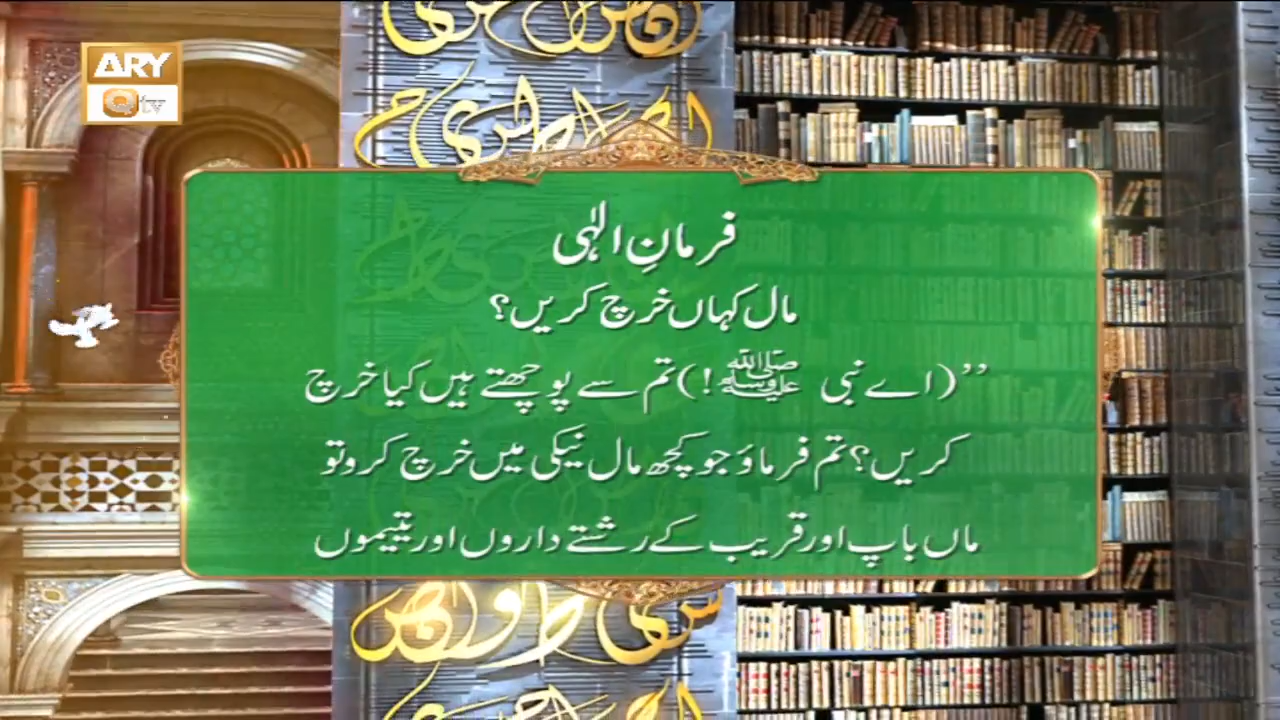 ARY
Qtv
فرمانِ الٰہی
مال کہاں خرچ کریں؟
’’(اے نبی ﷺ!) تم سے پوچھتے ہیں کیا خرچ
کریں؟ تم فرماؤ جو کچھ مال نیکی میں خرچ کرو تو
ماں باپ اور قریب کے رشتے داروں اور یتیموں